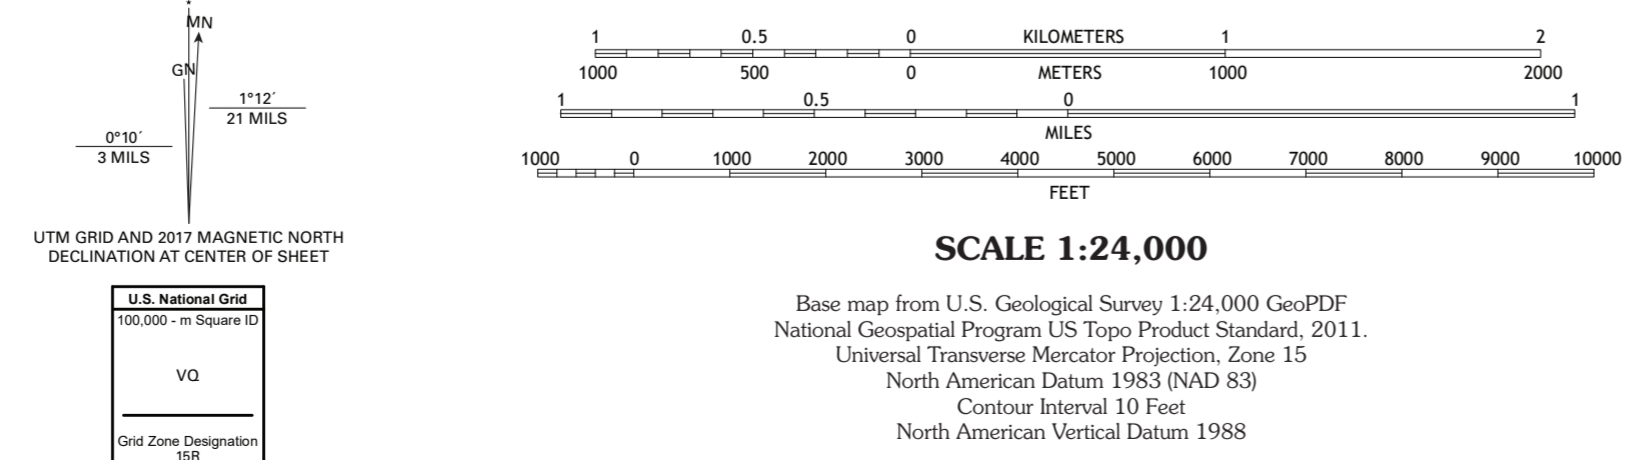 ★
MN
GN
1°12´
21 MILS
0°10´
3 MILS
UTM GRID AND 2017 MAGNETIC NORTH
DECLINATION AT CENTER OF SHEET
U.S. National Grid
100,000 - m Square ID
VQ
Grid Zone Designation
15R
1 0.5 0 KILOMETERS 1 2
1000 500 0 METERS 1000 2000
1 0.5 0 1
MILES
1000 0 1000 2000 3000 4000 5000 6000 7000 8000 9000 10000
FEET
SCALE 1:24,000
Base map from U.S. Geological Survey 1:24,000 GeoPDF
National Geospatial Program US Topo Product Standard, 2011.
Universal Transverse Mercator Projection, Zone 15
North American Datum 1983 (NAD 83)
Contour Interval 10 Feet
North American Vertical Datum 1988